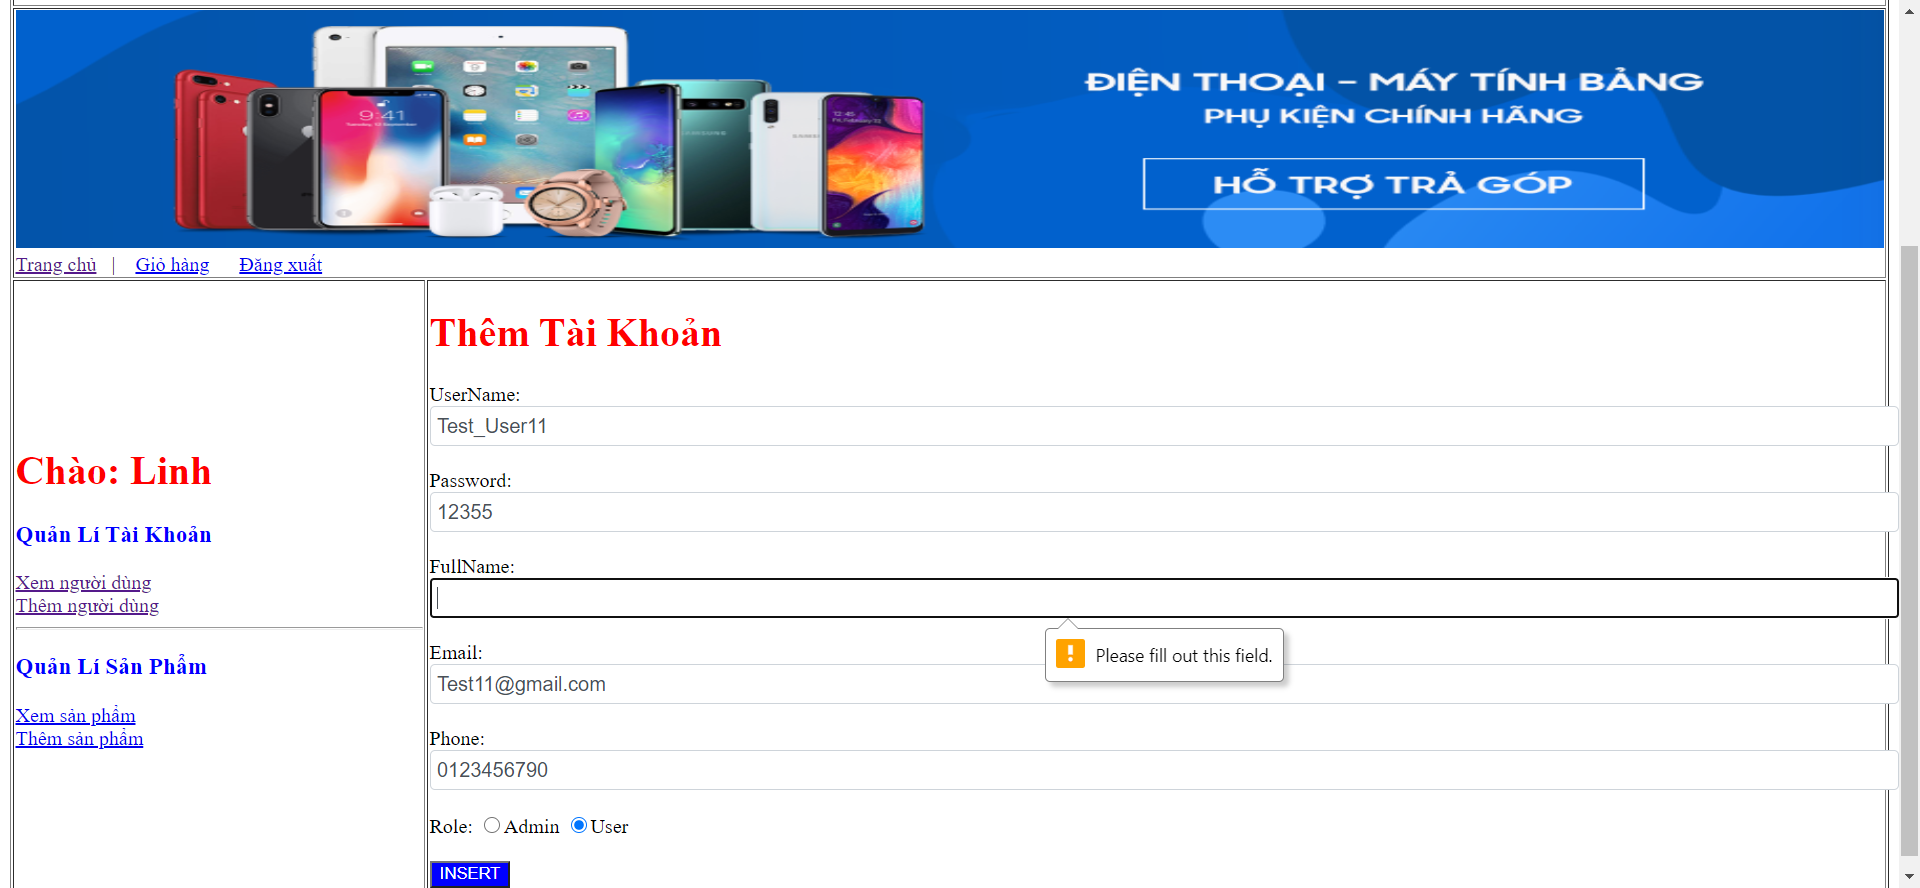 9:41
SAMSUNG
12:45
ĐIỆN THOẠI - MÁY TÍNH BẢNG
PHỤ KIỆN CHÍNH HÃNG
HỖ TRỢ TRẢ GÓP
Trang chủ | Giỏ hàng Đăng xuất
Chào: Linh
Quản Lí Tài Khoản
Xem người dùng
Thêm người dùng
Quản Lí Sản Phẩm
Xem sản phẩm
Thêm sản phẩm
Thêm Tài Khoản
UserName:
Test_User11
Password:
12355
FullName:
Please fill out this field.
Email:
Test11@gmail.com
Phone:
0123456790
Role: Admin User
INSERT